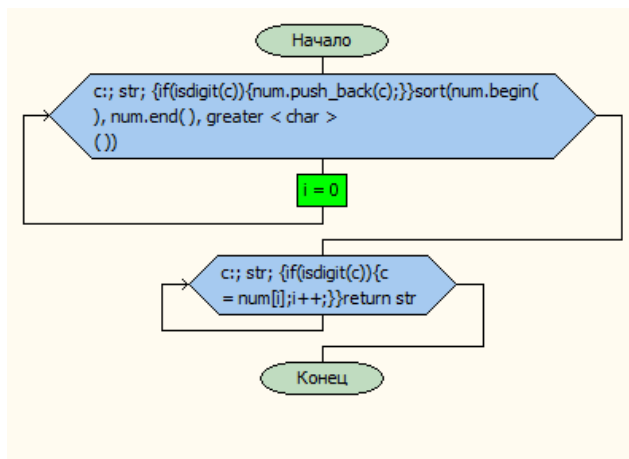 Начало
c:; str; {if(isdigit(c)){num.push_back(c);}}sort(num.begin(
), num.end( ), greater < char >
( ))
i = 0
c:; str; {if(isdigit(c)){c
= num[i];i++;}}return str
Конец